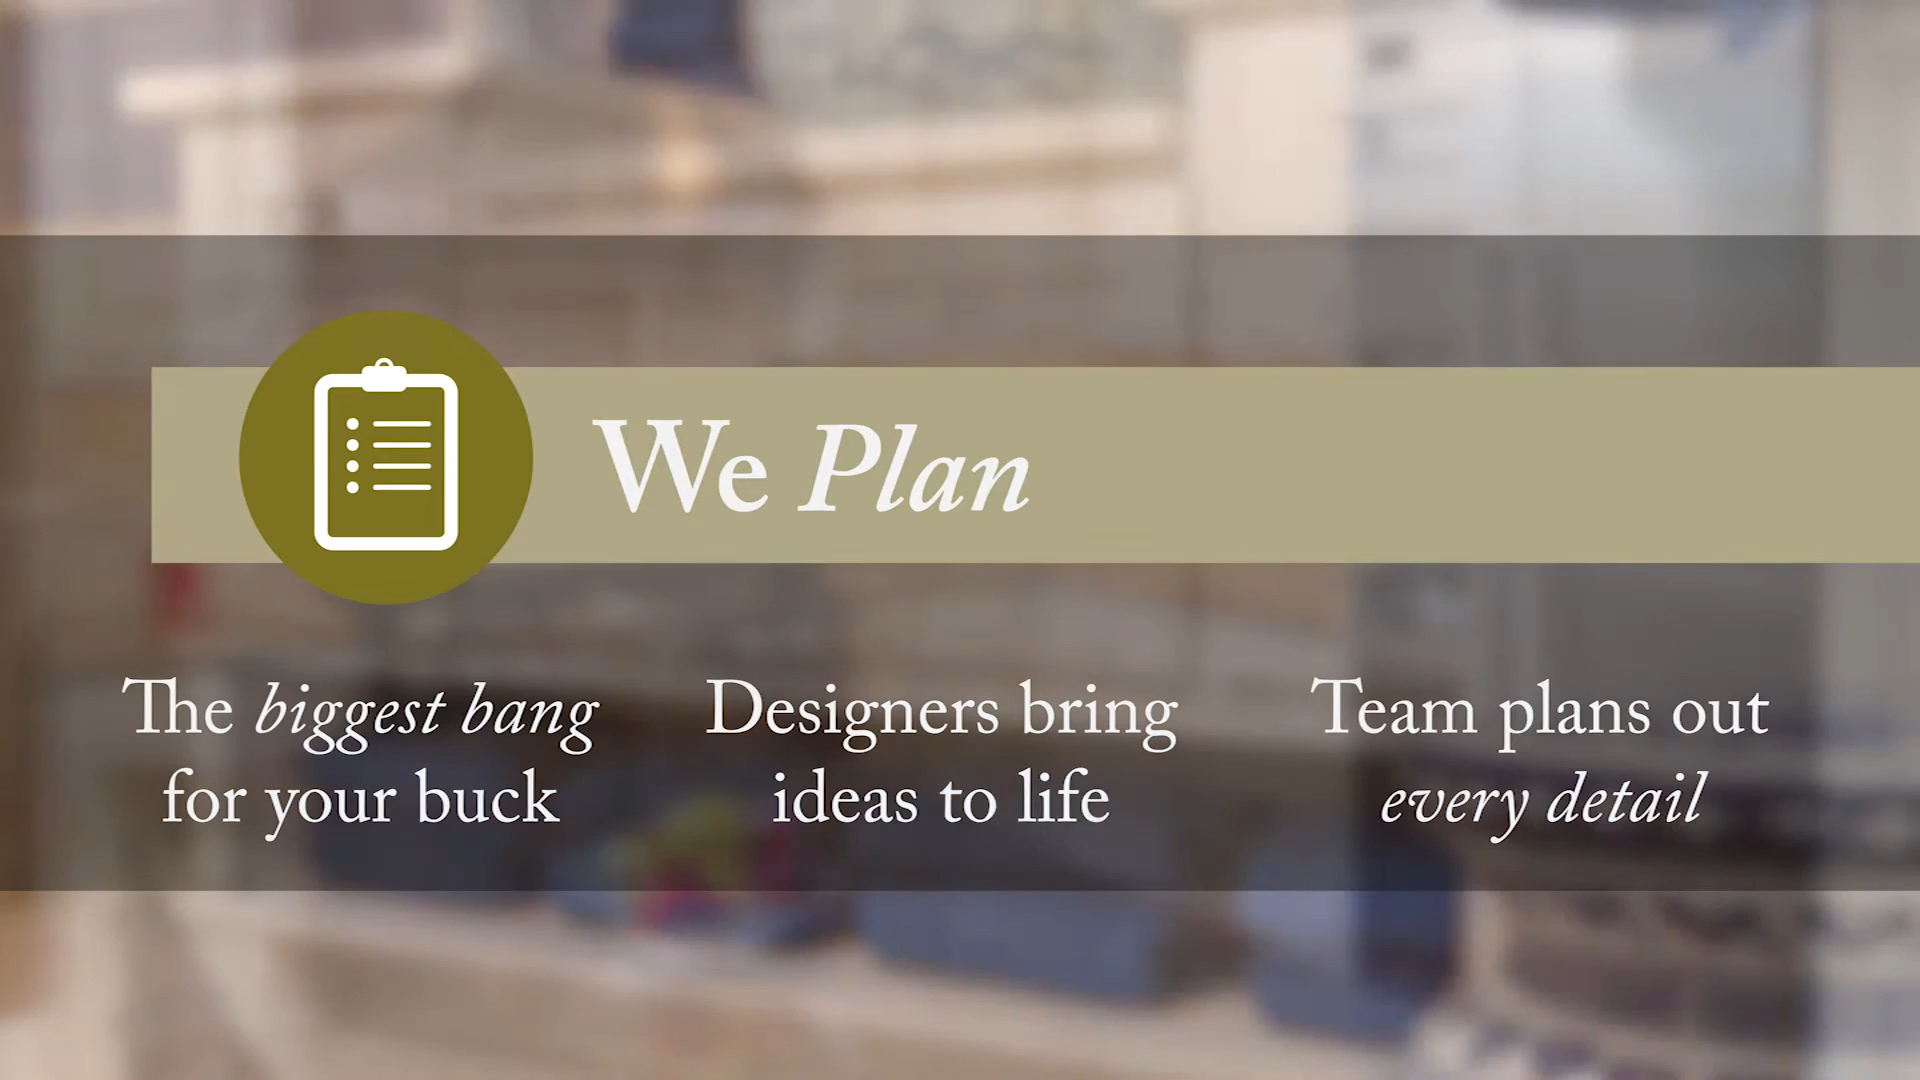 We Plan
The biggest bang
for your buck
Designers bring
ideas to life
Team plans out
every detail